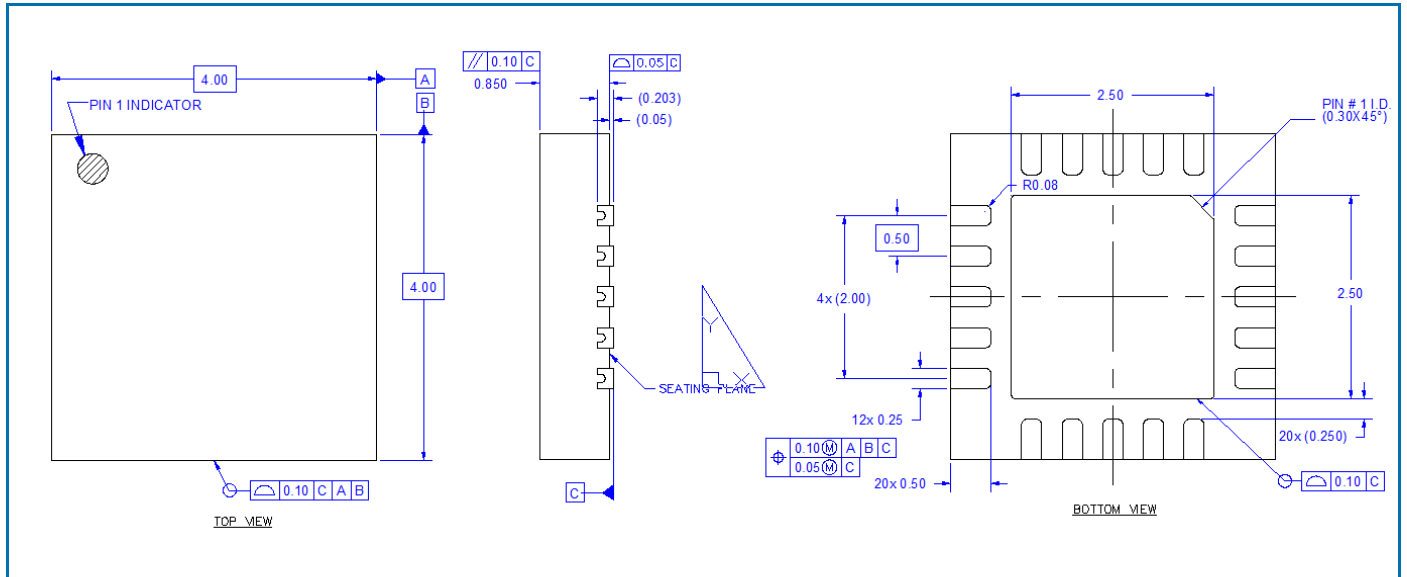 4.00
A
B
PIN 1 INDICATOR
4.00
0.10 C A B
TOP VIEW
// 0.10 C
0.05 C
0.850
(0.203)
(0.05)
Y
X
SEATING PLANE
C
2.50
PIN # 1 I.D.
(0.30X45°)
R0.08
0.50
4x (2.00)
2.50
12x 0.25
0.10 Ⓜ A B C
0.05 Ⓜ C
20x 0.50
20x (0.250)
0.10 C
BOTTOM VIEW